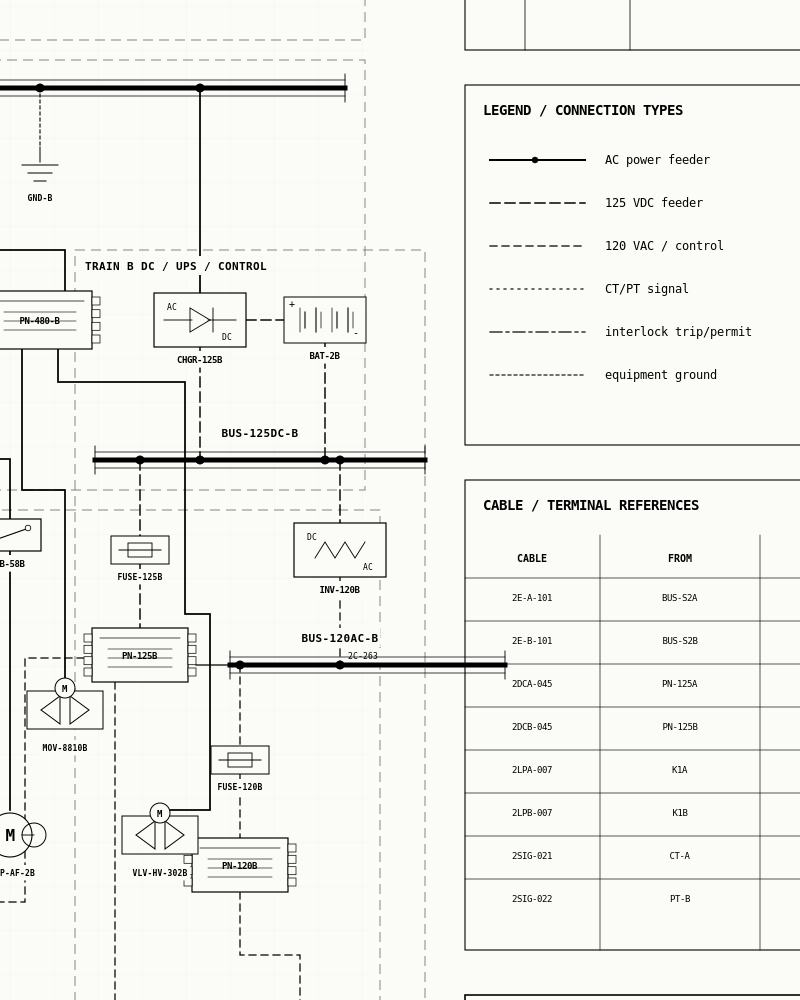 GND-B
TRAIN B DC / UPS / CONTROL
PN-480-B
AC
DC
CHGR-125B
+
-
BAT-2B
BUS-125DC-B
B-58B
FUSE-125B
DC
AC
INV-120B
BUS-120AC-B
2C-263
PN-125B
M
MOV-8810B
FUSE-120B
M
M
P-AF-2B
VLV-HV-302B
PN-120B
LEGEND / CONNECTION TYPES
AC power feeder
125 VDC feeder
120 VAC / control
CT/PT signal
interlock trip/permit
equipment ground
CABLE / TERMINAL REFERENCES
CABLE FROM
2E-A-101 BUS-S2A
2E-B-101 BUS-S2B
2DCA-045 PN-125A
2DCB-045 PN-125B
2LPA-007 K1A
2LPB-007 K1B
2SIG-021 CT-A
2SIG-022 PT-B